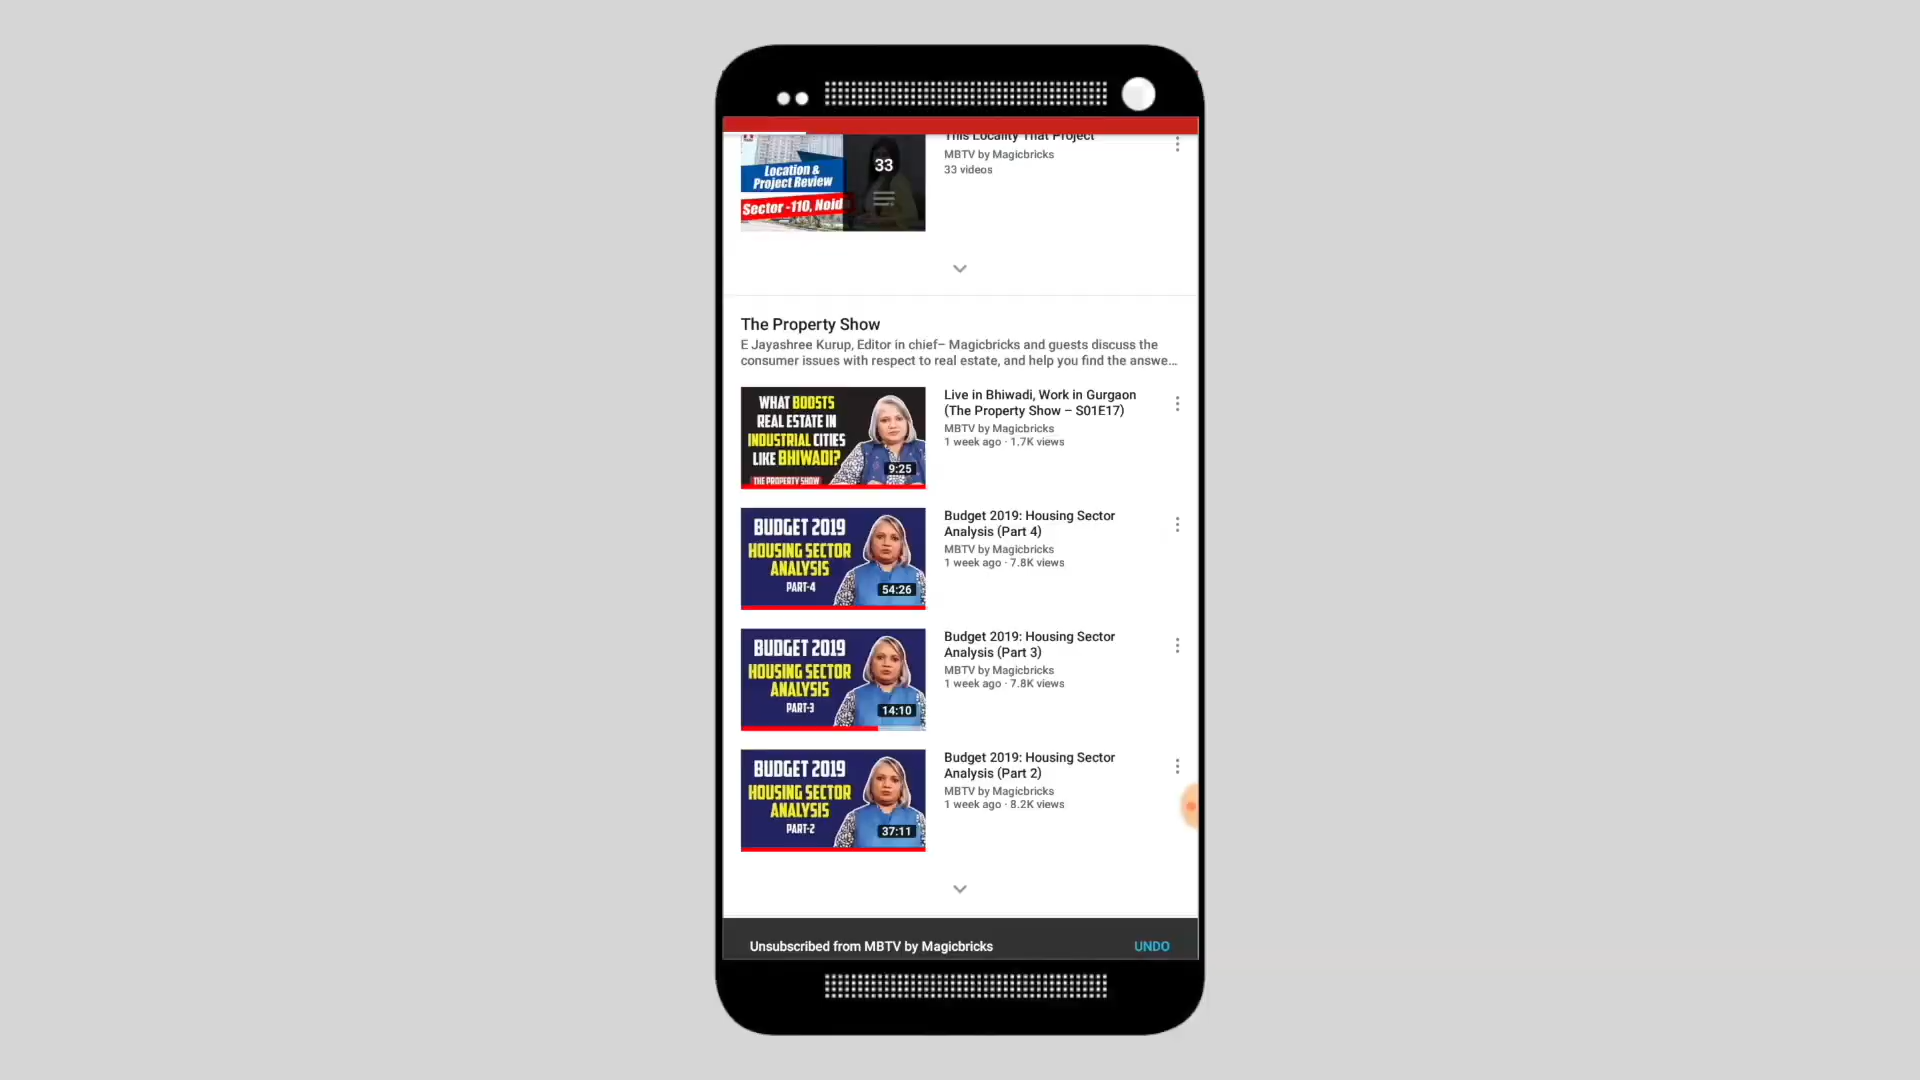 This Locality That Project
MBTV by Magicbricks
33 videos
Location &
Project Review
Sector -110, Noid
33
The Property Show
E Jayashree Kurup, Editor in chief– Magicbricks and guests discuss the
consumer issues with respect to real estate, and help you find the answe...
WHAT BOOSTS
REAL ESTATE IN
INDUSTRIAL CITIES
LIKE BHIWADI?
THE PROPERTY SHOW
9:25
Live in Bhiwadi, Work in Gurgaon
(The Property Show – S01E17)
MBTV by Magicbricks
1 week ago · 1.7K views
BUDGET 2019
HOUSING SECTOR
ANALYSIS
PART-4
54:26
Budget 2019: Housing Sector
Analysis (Part 4)
MBTV by Magicbricks
1 week ago · 7.8K views
BUDGET 2019
HOUSING SECTOR
ANALYSIS
PART-3
14:10
Budget 2019: Housing Sector
Analysis (Part 3)
MBTV by Magicbricks
1 week ago · 7.8K views
BUDGET 2019
HOUSING SECTOR
ANALYSIS
PART-2
37:11
Budget 2019: Housing Sector
Analysis (Part 2)
MBTV by Magicbricks
1 week ago · 8.2K views
Unsubscribed from MBTV by Magicbricks
UNDO